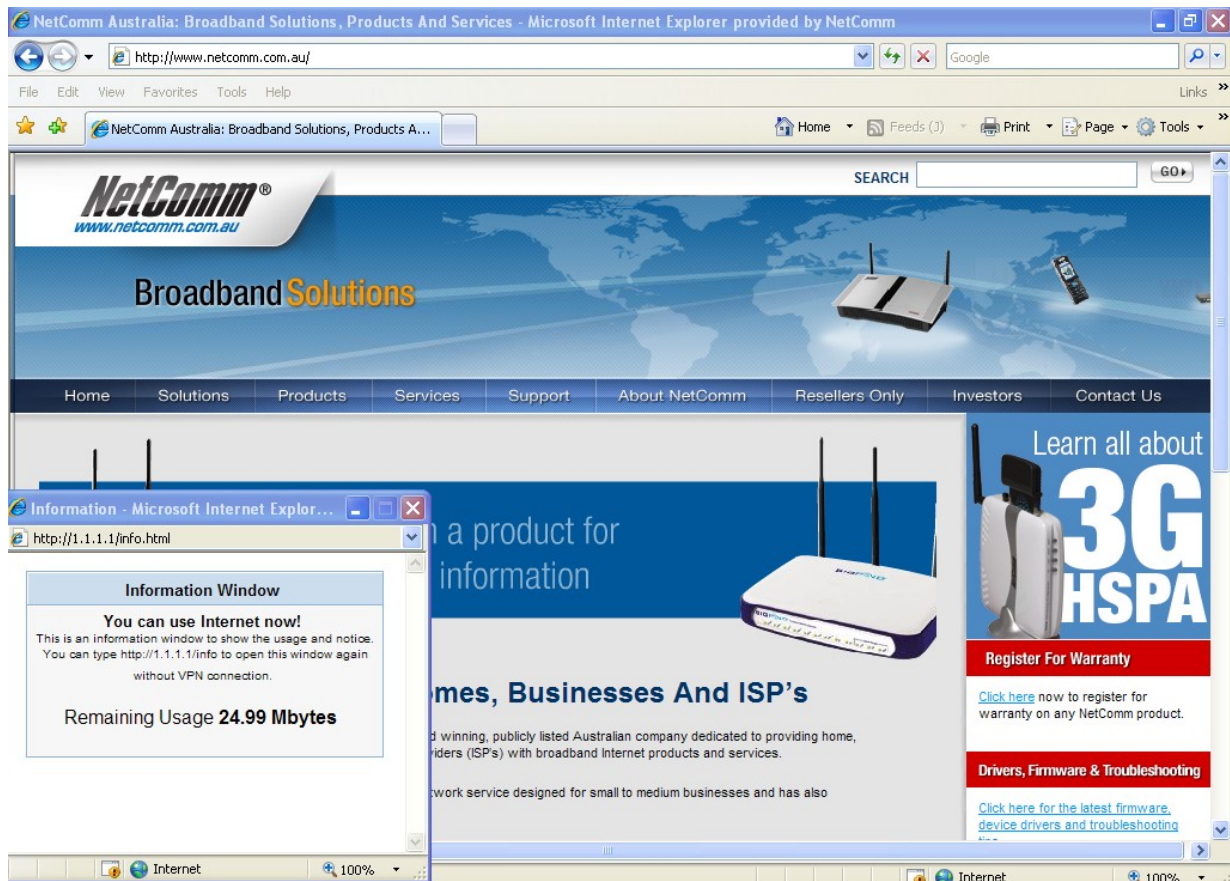 NetComm Australia: Broadband Solutions, Products And Services - Microsoft Internet Explorer provided by NetComm
http://www.netcomm.com.au/
Google
File Edit View Favorites Tools Help
Links »
NetComm Australia: Broadband Solutions, Products A...
Home Feeds (J) Print Page Tools »
NetComm®
www.netcomm.com.au
SEARCH
GO
Broadband Solutions
Home Solutions Products Services Support About NetComm Resellers Only Investors Contact Us
Learn all about
3G
HSPA
a product for
information
BIGPOND
BIGPOND
Information - Microsoft Internet Explor...
http://1.1.1.1/info.html
Information Window
You can use Internet now!
This is an information window to show the usage and notice.
You can type http://1.1.1.1/info to open this window again
without VPN connection.
Remaining Usage 24.99 Mbytes
Internet 100%
omes, Businesses And ISP's
d winning, publicly listed Australian company dedicated to providing home,
viders (ISP's) with broadband Internet products and services.
twork service designed for small to medium businesses and has also
Register For Warranty
Click here now to register for
warranty on any NetComm product.
Drivers, Firmware & Troubleshooting
Click here for the latest firmware,
device drivers and troubleshooting
Internet 100%